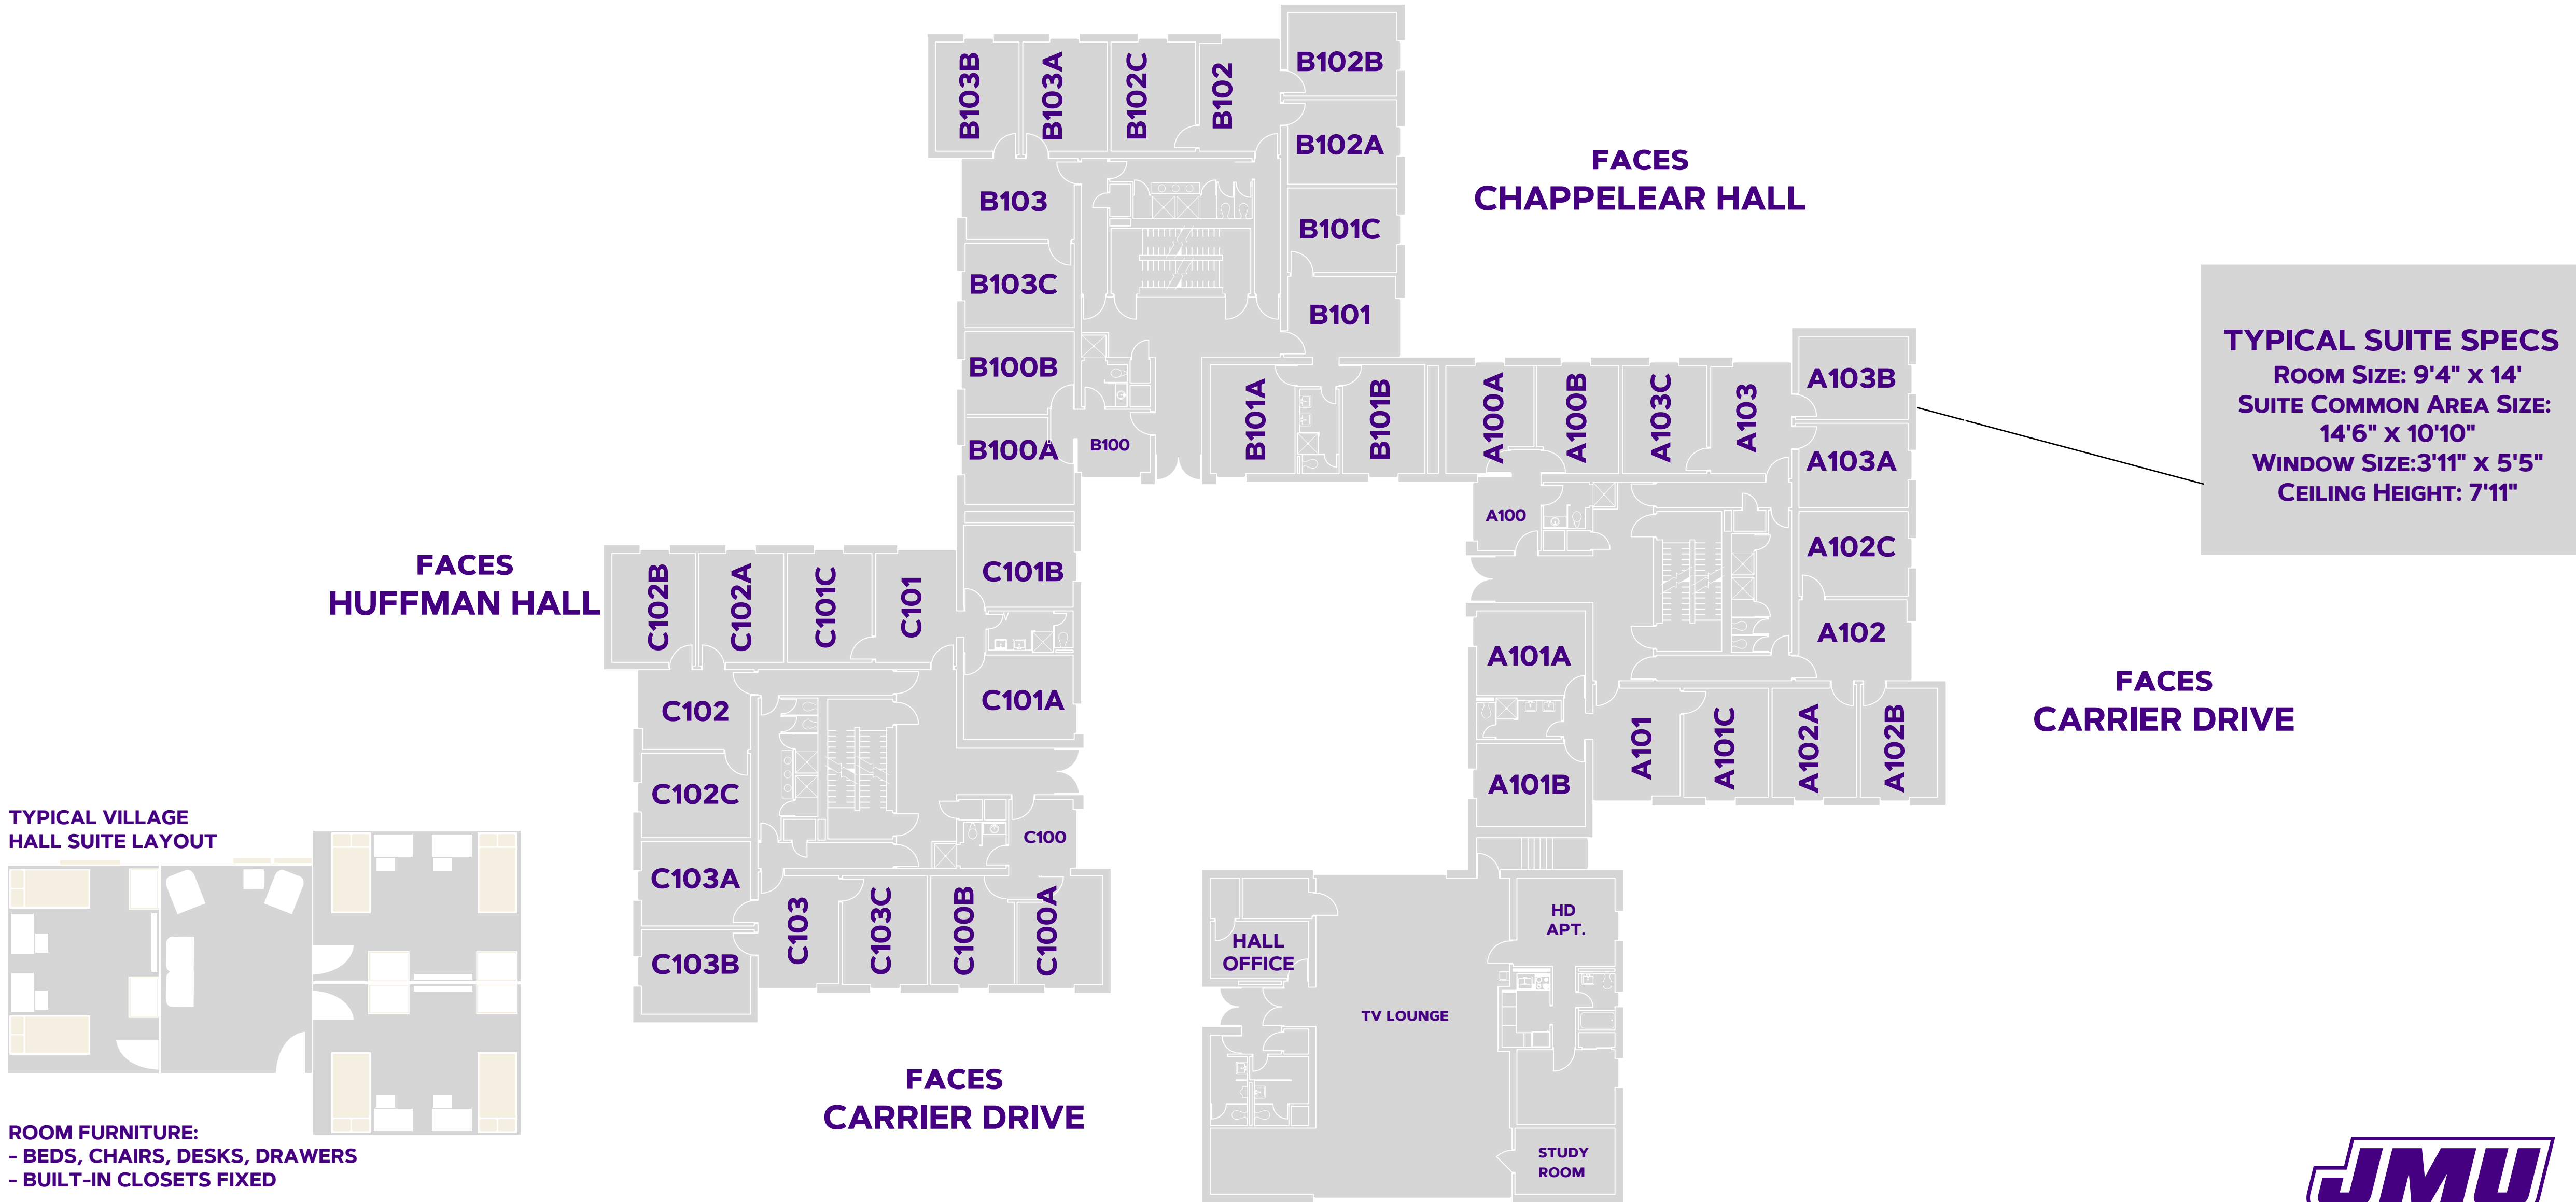 B103B
B103A
B102C
B102
B102B
B102A
B101C
B101
B103
B103C
B100B
B100A
B100
B101A
B101B
FACES
CHAPPELEAR HALL
A100A
A100B
A103C
A103
A103B
A103A
A102C
A102
A100
A101A
A101B
A101
A101C
A102A
A102B
TYPICAL SUITE SPECS
ROOM SIZE: 9'4" X 14'
SUITE COMMON AREA SIZE:
14'6" X 10'10"
WINDOW SIZE:3'11" X 5'5"
CEILING HEIGHT: 7'11"
FACES
HUFFMAN HALL
C102B
C102A
C101C
C101
C101B
C101A
C102
C102C
C103A
C103B
C103
C103C
C100B
C100A
C100
FACES
CARRIER DRIVE
FACES
CARRIER DRIVE
HALL
OFFICE
TV LOUNGE
HD
APT.
STUDY
ROOM
TYPICAL VILLAGE
HALL SUITE LAYOUT
ROOM FURNITURE:
- BEDS, CHAIRS, DESKS, DRAWERS
- BUILT-IN CLOSETS FIXED
JMU